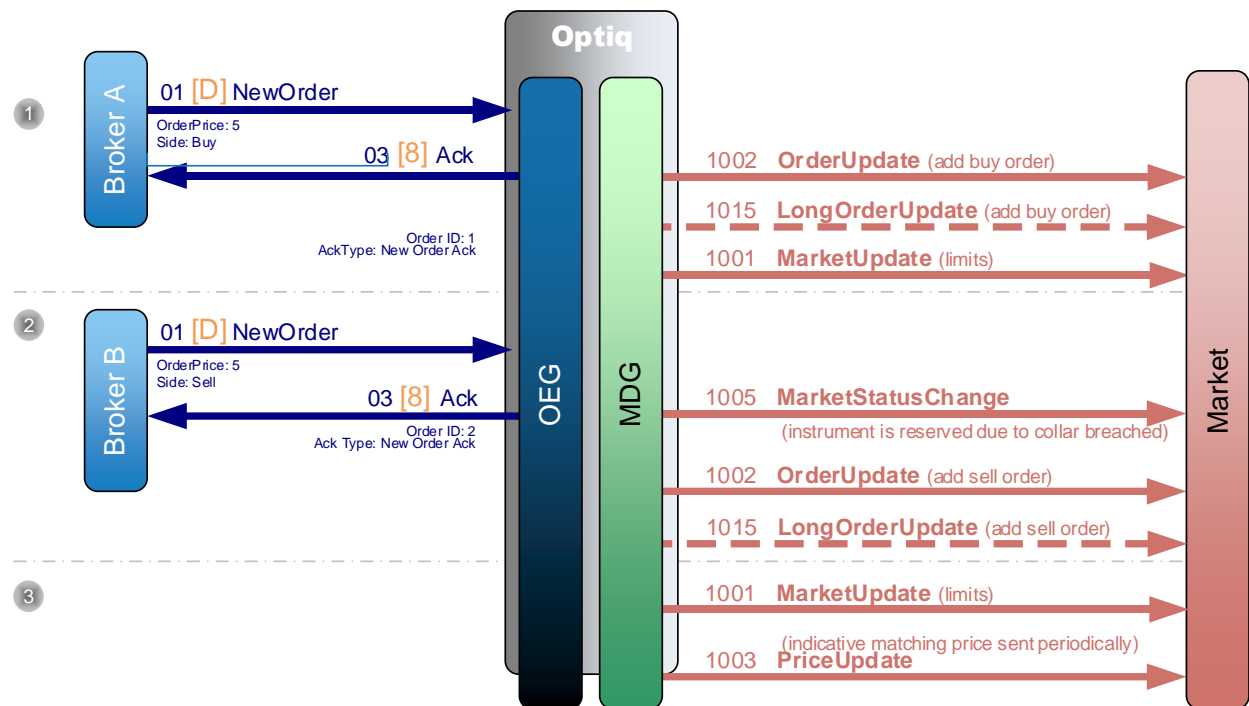 Optiq
1
Broker A
01 [D] NewOrder
OrderPrice: 5
Side: Buy
03 [8] Ack
Order ID: 1
AckType: New Order Ack
1002 OrderUpdate (add buy order)
1015 LongOrderUpdate (add buy order)
1001 MarketUpdate (limits)
OEG
MDG
Market
2
Broker B
01 [D] NewOrder
OrderPrice: 5
Side: Sell
03 [8] Ack
Order ID: 2
Ack Type: New Order Ack
1005 MarketStatusChange
(instrument is reserved due to collar breached)
1002 OrderUpdate (add sell order)
1015 LongOrderUpdate (add sell order)
3
1001 MarketUpdate (limits)
(indicative matching price sent periodically)
1003 PriceUpdate